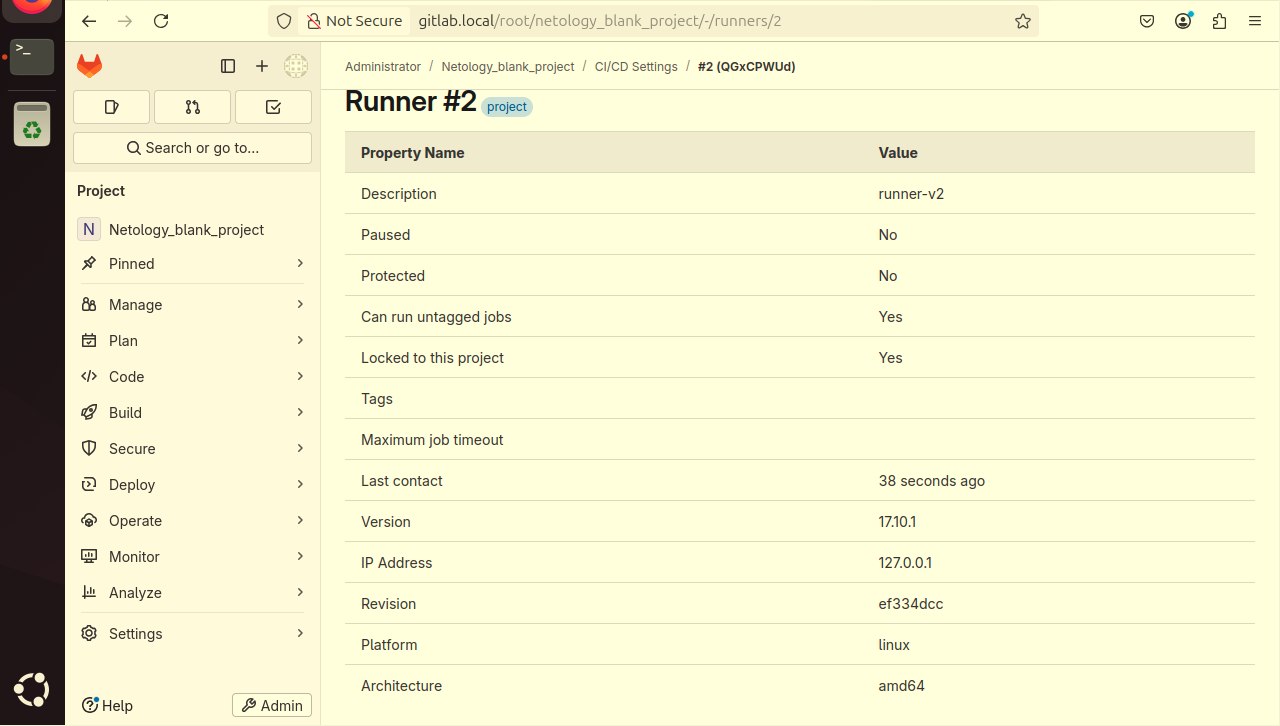 Not Secure gitlab.local/root/netology_blank_project/-/runners/2
>_
Administrator / Netology_blank_project / CI/CD Settings / #2 (QGxCPWUd)
Search or go to...
Project
N Netology_blank_project
Pinned
Manage
Plan
Code
Build
Secure
Deploy
Operate
Monitor
Analyze
Settings
Help
Admin
Runner #2 project
Property Name Value
Description runner-v2
Paused No
Protected No
Can run untagged jobs Yes
Locked to this project Yes
Tags
Maximum job timeout
Last contact 38 seconds ago
Version 17.10.1
IP Address 127.0.0.1
Revision ef334dcc
Platform linux
Architecture amd64